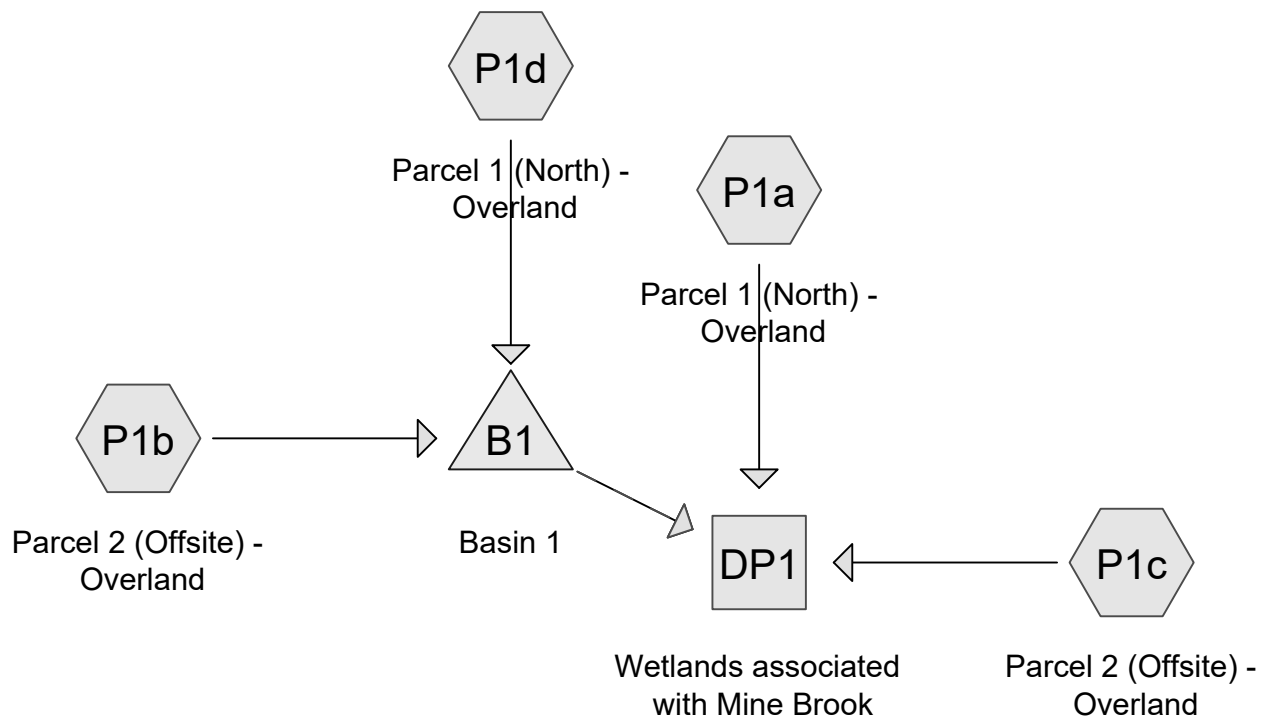 P1d
Parcel 1 (North) -
Overland
P1a
Parcel 1 (North) -
Overland
P1b
Parcel 2 (Offsite) -
Overland
B1
Basin 1
DP1
Wetlands associated
with Mine Brook
P1c
Parcel 2 (Offsite) -
Overland